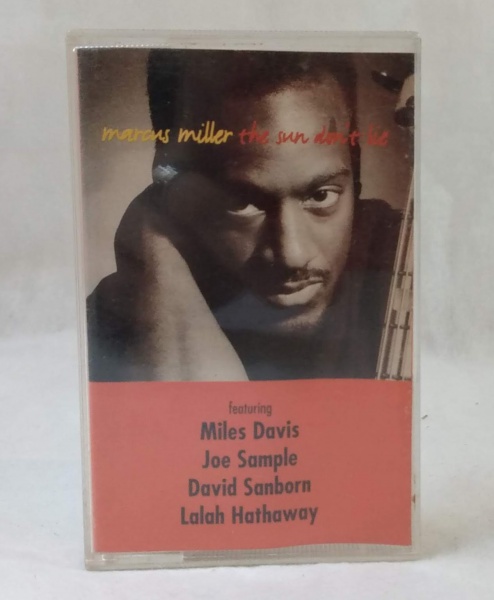 marcus miller the sun don't lie
featuring
Miles Davis
Joe Sample
David Sanborn
Lalah Hathaway